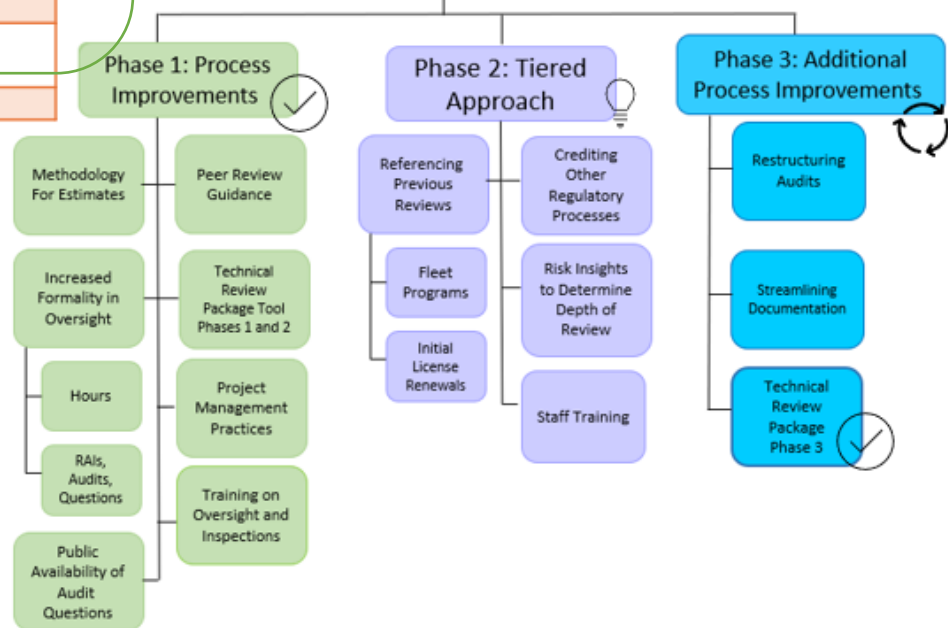 Phase 1: Process
Improvements
Methodology
For Estimates
Peer Review
Guidance
Increased
Formality in
Oversight
Technical
Review
Package Tool
Phases 1 and 2
Hours
Project
Management
Practices
RAIs,
Audits,
Questions
Training on
Oversight and
Inspections
Public
Availability of
Audit
Questions
Phase 2: Tiered
Approach
Referencing
Previous
Reviews
Crediting
Other
Regulatory
Processes
Fleet
Programs
Risk Insights
to Determine
Depth of
Review
Initial
License
Renewals
Staff Training
Phase 3: Additional
Process Improvements
Restructuring
Audits
Streamlining
Documentation
Technical
Review
Package
Phase 3